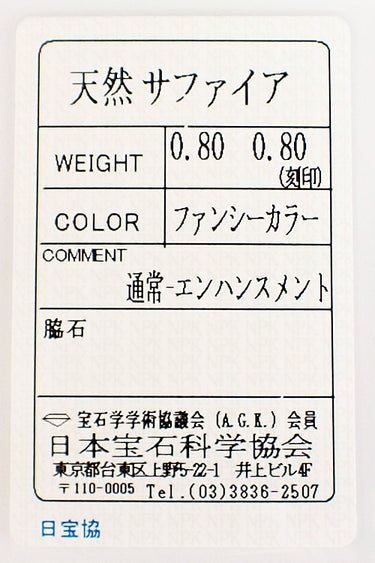 天然サファイア
WEIGHT 0.80 0.80
(刻印)
COLOR ファンシーカラー
COMMENT
通常-エンハンスメント
脇石
宝石学学術協議会 (A.G.K.) 会員
日本宝石科学協会
東京都台東区上野5-22-1 井上ビル4F
〒110-0005 Tel.(03)3836-2507
日宝協